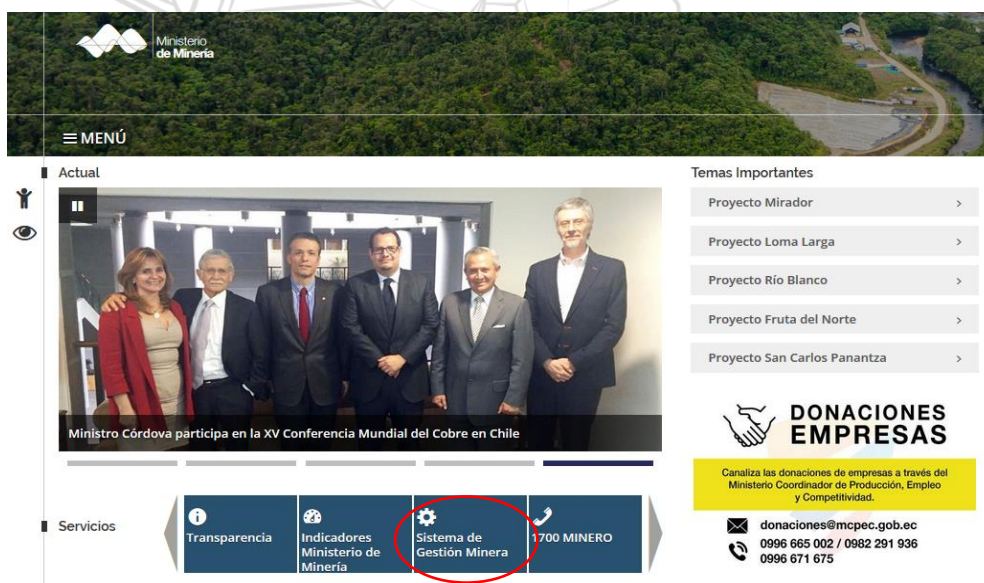 Ministerio
de Minería
MENÚ
Actual
Ministro Córdova participa en la XV Conferencia Mundial del Cobre en Chile
Temas Importantes
Proyecto Mirador
Proyecto Loma Larga
Proyecto Río Blanco
Proyecto Fruta del Norte
Proyecto San Carlos Panantza
DONACIONES
EMPRESAS
Canaliza las donaciones de empresas a través del
Ministerio Coordinador de Producción, Empleo
y Competitividad.
donaciones@mcpec.gob.ec
0996 665 002 / 0982 291 936
0996 671 675
Servicios
Transparencia
Indicadores
Ministerio de
Minería
Sistema de
Gestión Minera
1700 MINERO